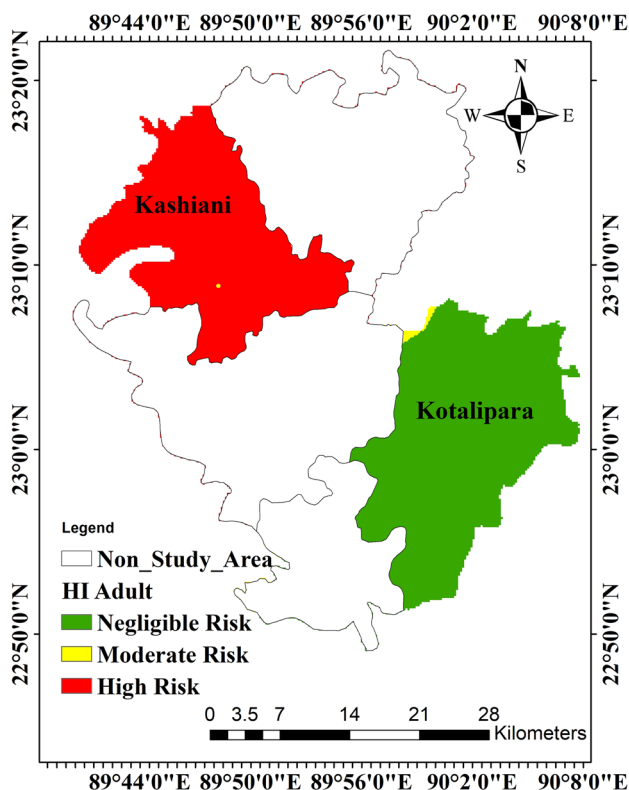 89°44'0"E 89°50'0"E 89°56'0"E 90°2'0"E 90°8'0"E
23°20'0"N
23°10'0"N
23°0'0"N
22°50'0"N
N
W
E
S
Kashiani
Kotalipara
Legend
Non_Study_Area
HI Adult
Negligible Risk
Moderate Risk
High Risk
0 3.5 7 14 21 28
Kilometers
23°20'0"N
23°10'0"N
23°0'0"N
22°50'0"N
89°44'0"E 89°50'0"E 89°56'0"E 90°2'0"E 90°8'0"E